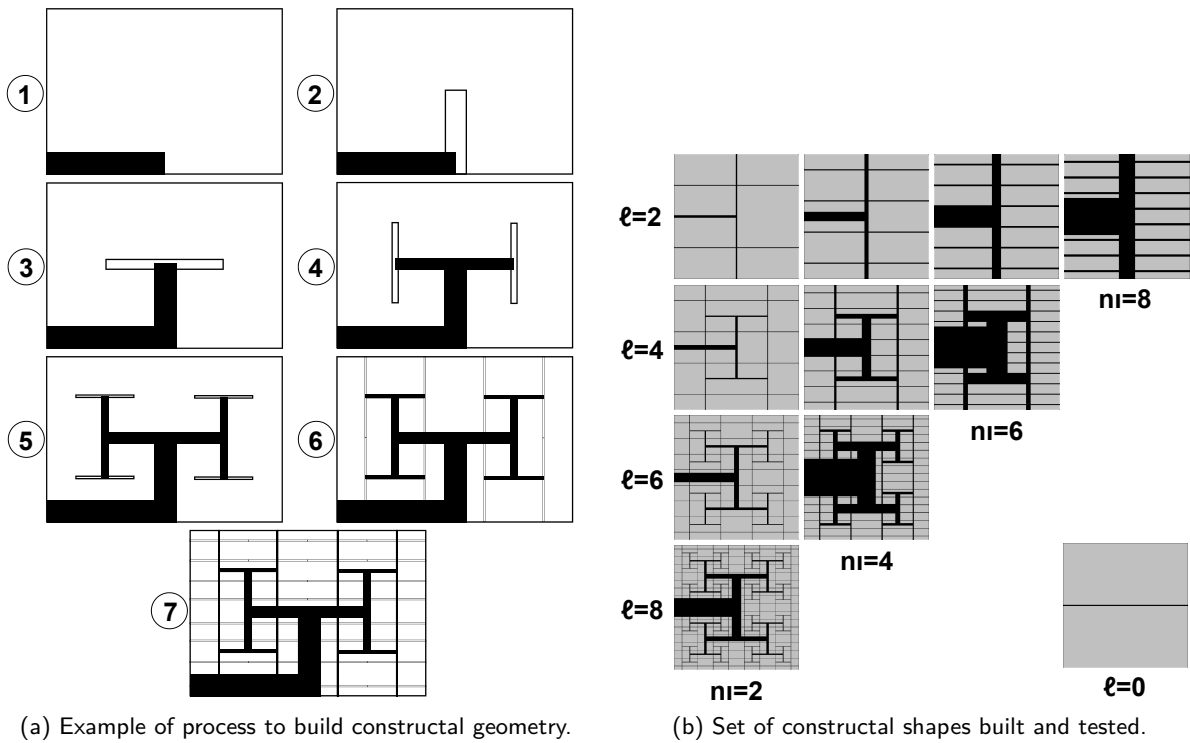 1
2
3
4
5
6
7
(a) Example of process to build constructal geometry.
ℓ=2
nı=8
ℓ=4
nı=6
ℓ=6
nı=4
ℓ=8
nı=2
ℓ=0
(b) Set of constructal shapes built and tested.